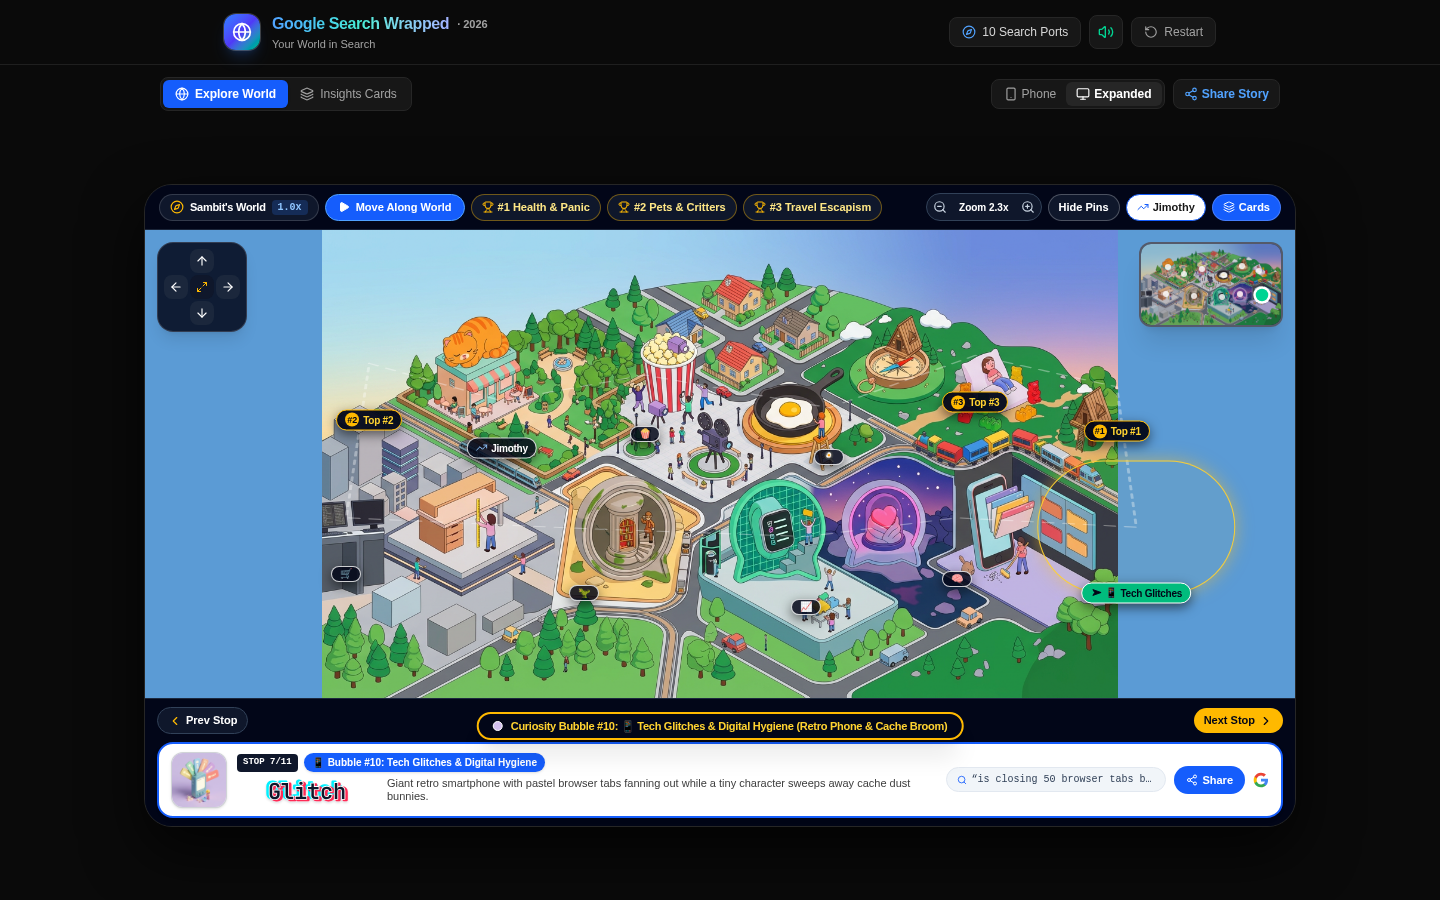 Google Search Wrapped · 2026
Your World in Search
10 Search Ports
Restart
Explore World
Insights Cards
Phone
Expanded
Share Story
Sambit's World 1.0x
Move Along World
#1 Health & Panic
#2 Pets & Critters
#3 Travel Escapism
Zoom 2.3x
Hide Pins
Jimothy
Cards
#2 Top #2
Jimothy
#3 Top #3
#1 Top #1
Tech Glitches
Prev Stop
Curiosity Bubble #10: Tech Glitches & Digital Hygiene (Retro Phone & Cache Broom)
Next Stop
STOP 7/11
Bubble #10: Tech Glitches & Digital Hygiene
Glitch
Giant retro smartphone with pastel browser tabs fanning out while a tiny character sweeps away cache dust
bunnies.
“is closing 50 browser tabs b…
Share